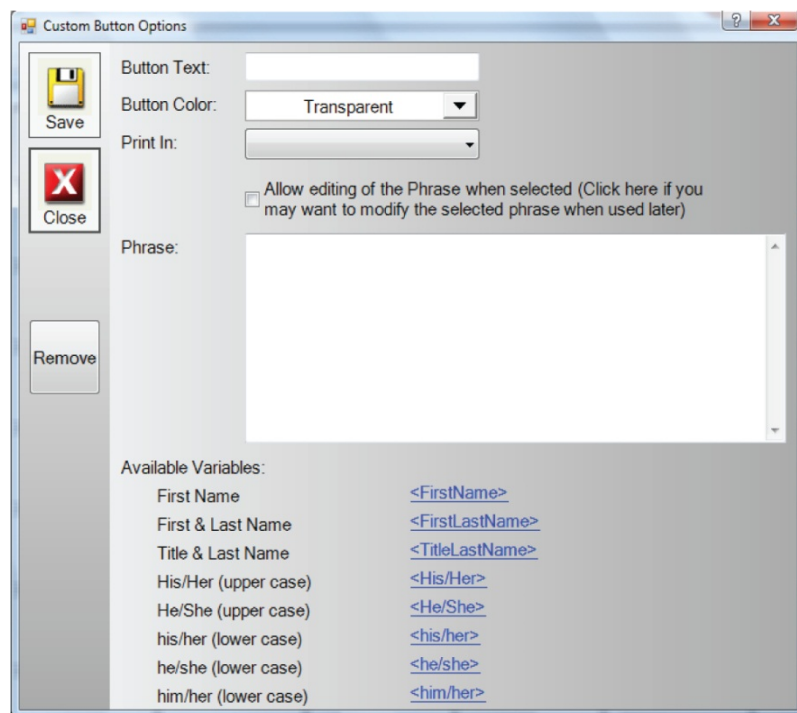 Custom Button Options
?
X
Save
Close
Remove
Button Text:
Button Color:
Transparent
Print In:
Allow editing of the Phrase when selected (Click here if you
may want to modify the selected phrase when used later)
Phrase:
Available Variables:
First Name <FirstName>
First & Last Name <FirstLastName>
Title & Last Name <TitleLastName>
His/Her (upper case) <His/Her>
He/She (upper case) <He/She>
his/her (lower case) <his/her>
he/she (lower case) <he/she>
him/her (lower case) <him/her>